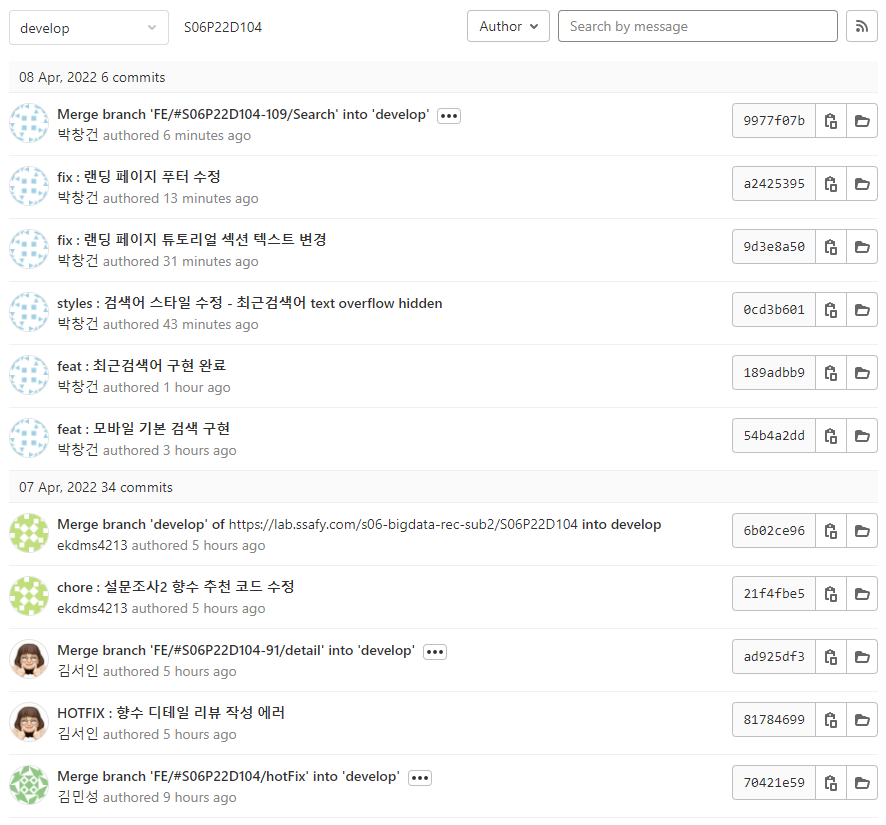 develop S06P22D104 Author Search by message
08 Apr, 2022 6 commits
Merge branch 'FE/#S06P22D104-109/Search' into 'develop' •••
9977f07b
박창건 authored 6 minutes ago
fix : 랜딩 페이지 푸터 수정
a2425395
박창건 authored 13 minutes ago
fix : 랜딩 페이지 튜토리얼 섹션 텍스트 변경
9d3e8a50
박창건 authored 31 minutes ago
styles : 검색어 스타일 수정 - 최근검색어 text overflow hidden
0cd3b601
박창건 authored 43 minutes ago
feat : 최근검색어 구현 완료
189adbb9
박창건 authored 1 hour ago
feat : 모바일 기본 검색 구현
54b4a2dd
박창건 authored 3 hours ago
07 Apr, 2022 34 commits
Merge branch 'develop' of https://lab.ssafy.com/s06-bigdata-rec-sub2/S06P22D104 into develop
6b02ce96
ekdms4213 authored 5 hours ago
chore : 설문조사2 향수 추천 코드 수정
21f4fbe5
ekdms4213 authored 5 hours ago
Merge branch 'FE/#S06P22D104-91/detail' into 'develop' •••
ad925df3
김서인 authored 5 hours ago
HOTFIX : 향수 디테일 리뷰 작성 에러
81784699
김서인 authored 5 hours ago
Merge branch 'FE/#S06P22D104/hotFix' into 'develop' •••
70421e59
김민성 authored 9 hours ago